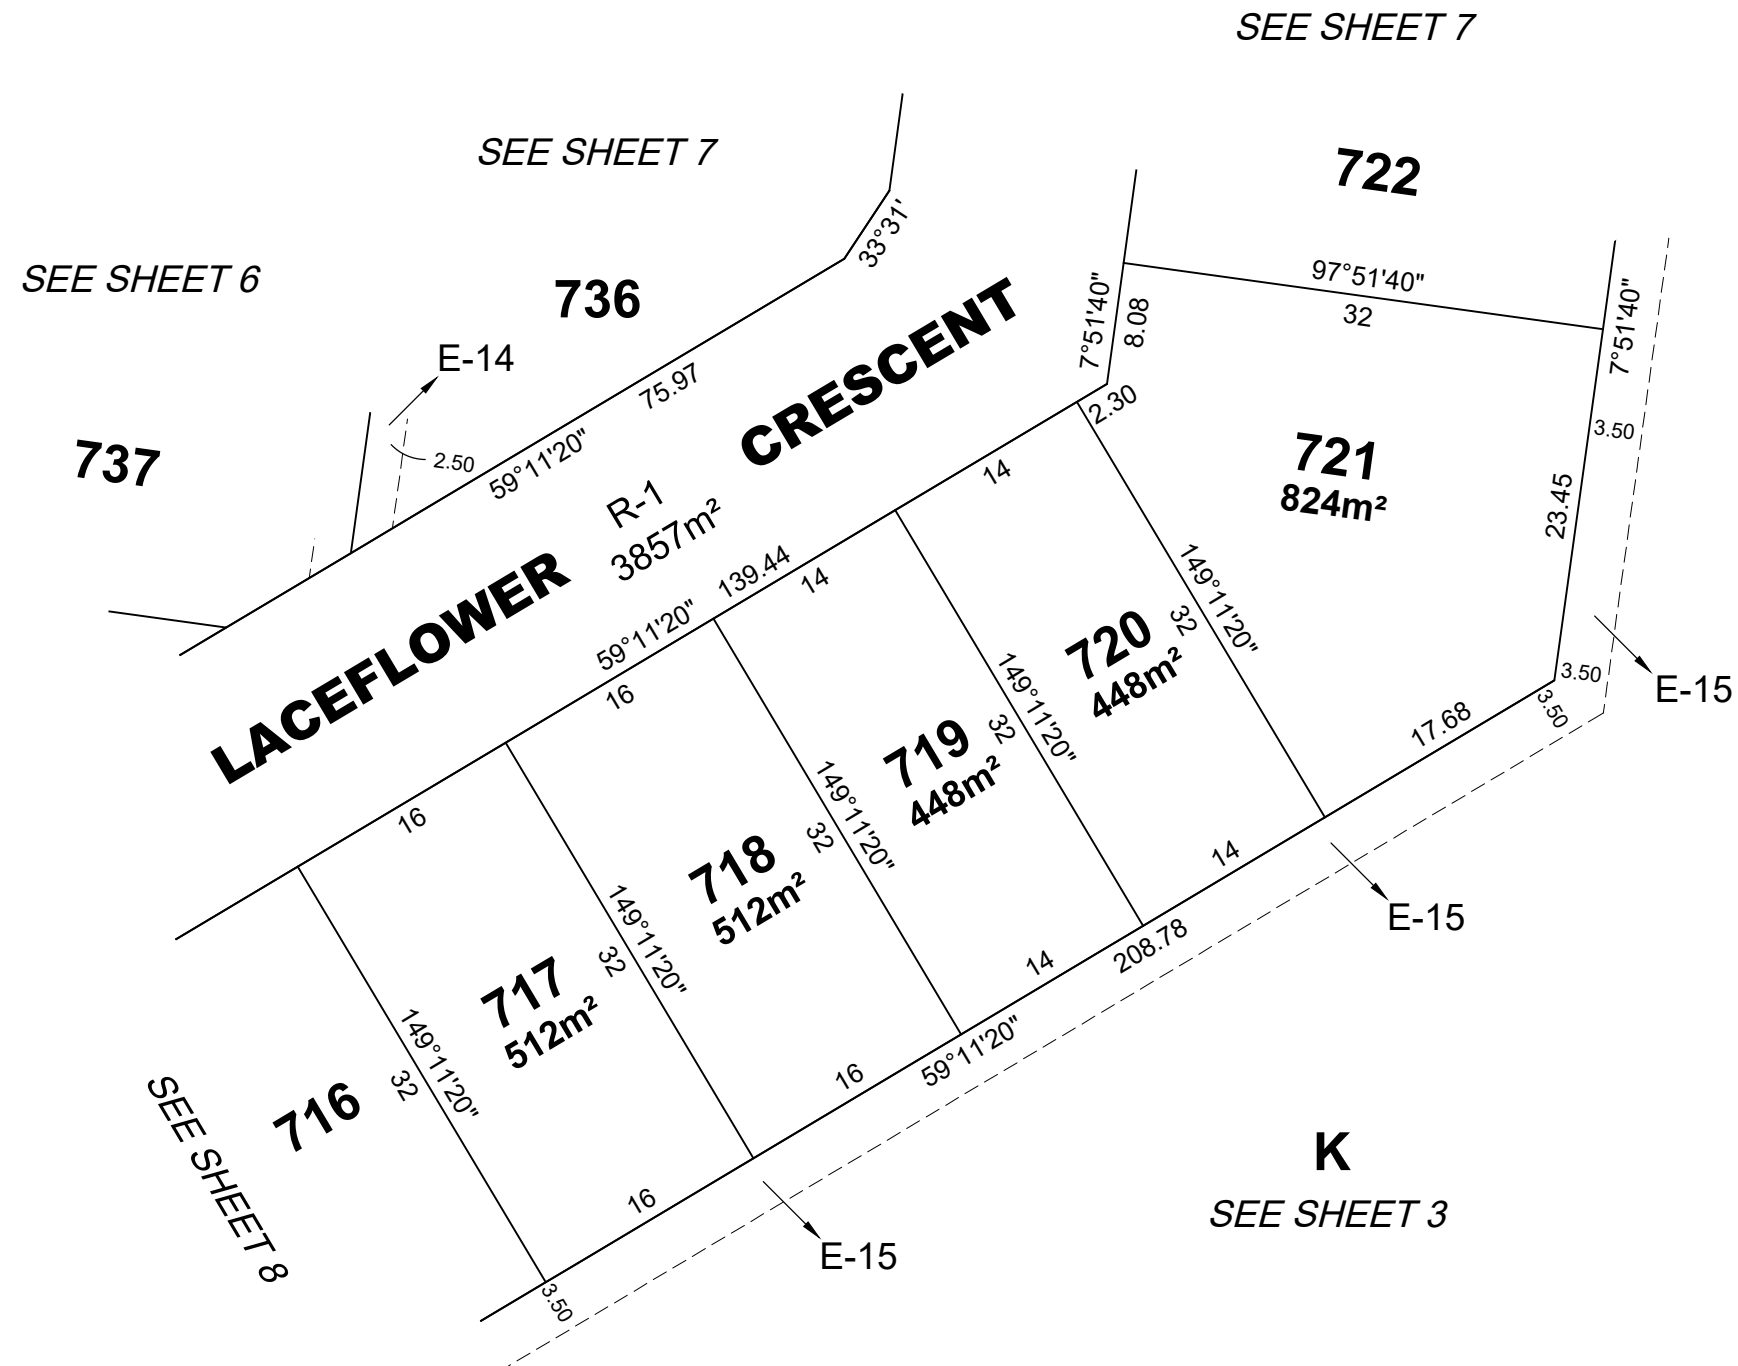 SEE SHEET 7
SEE SHEET 7
722
SEE SHEET 6
736
33°31'
97°51'40"
32
7°51'40"
8.08
7°51'40"
E-14
75.97
CRESCENT
2.30
737
2.50
59°11'20"
R-1
3857m²
14
721
824m²
3.50
23.45
LACEFLOWER
139.44
14
59°11'20"
16
149°11'20"
32
720
448m²
3.50
E-15
3.50
17.68
149°11'20"
32
719
448m²
16
149°11'20"
32
718
512m²
14
E-15
208.78
14
149°11'20"
32
717
512m²
59°11'20"
16
149°11'20"
32
716
SEE SHEET 8
K
SEE SHEET 3
16
E-15
3.50